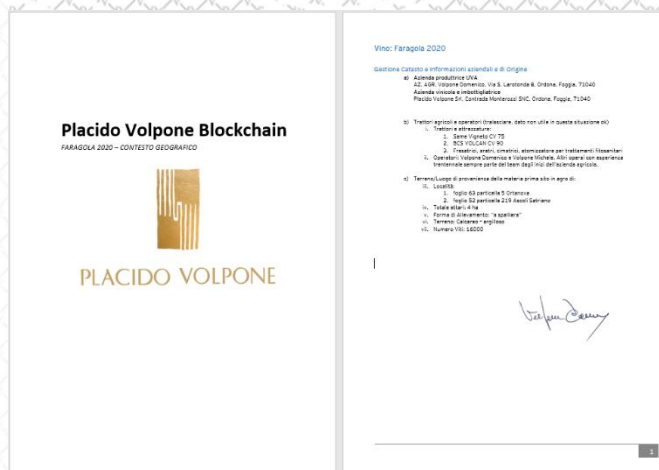 Placido Volpone Blockchain
FARAGOLA 2020 – CONTESTO GEOGRAFICO
PLACIDO VOLPONE
Vino: Faragola 2020
Gestione Catasto e Informazioni aziendali e di Origine
a) Azienda produttrice UVA
AZ. AGR. Volpone Domenico, Via S. Larotonda 8, Ordona, Foggia, 71040
Azienda vinicola e imbottigliatrice
Placido Volpone Srl, Contrada Monterozzi SNC, Ordona, Foggia, 71040
b) Trattori agricoli e operatori (tralasciare, dato non utile in questa situazione ok)
i. Trattori e attrezzature:
1. Same Vigneto CV 75
2. BCS VOLCAN CV 90
3. Fresatrici, aratri, cimatrici, atomizzatore per trattamenti fitosanitari
ii. Operatori: Volpone Domenico e Volpone Michele. Altri operai con esperienza
trentennale sempre parte del team dagli inizi dell'azienda agricola.
c) Terreno/Luogo di provenienza della materia prima sito in agro di:
iii. Località:
1. foglio 63 particella 5 Ortanova
2. foglio 52 particella 219 Ascoli Satriano
iv. Totale ettari: 4 ha
v. Forma di Allevamento: "a spalliera"
vi. Terreno: Calcareo – argilloso
vii. Numero Viti: 16000
1